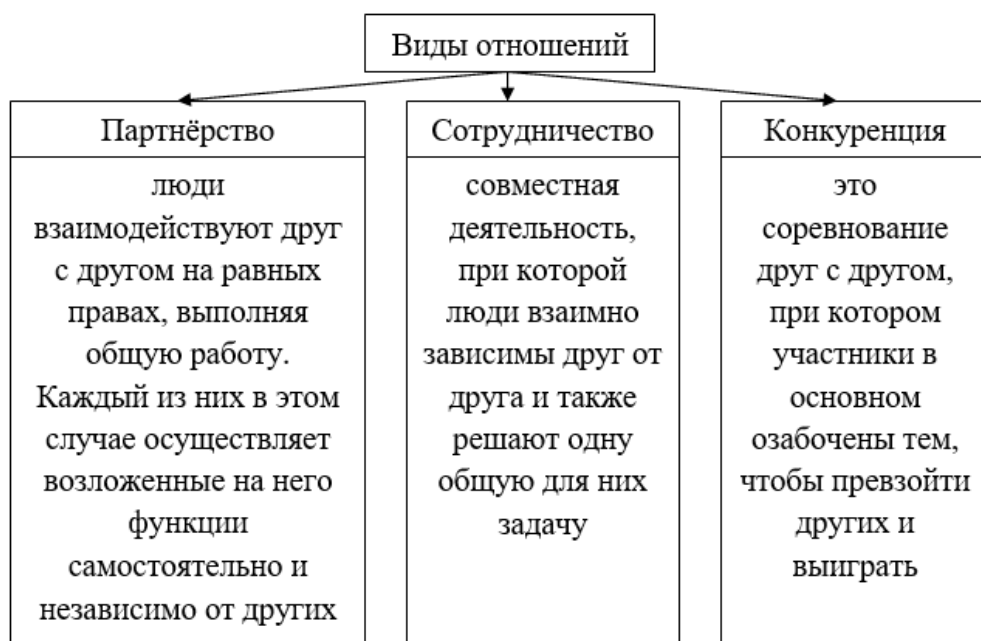 Виды отношений
Партнёрство
люди
взаимодействуют друг
с другом на равных
правах, выполняя
общую работу.
Каждый из них в этом
случае осуществляет
возложенные на него
функции
самостоятельно и
независимо от других
Сотрудничество
совместная
деятельность,
при которой
люди взаимно
зависимы друг от
друга и также
решают одну
общую для них
задачу
Конкуренция
это
соревнование
друг с другом,
при котором
участники в
основном
озабочены тем,
чтобы превзойти
других и
выиграть